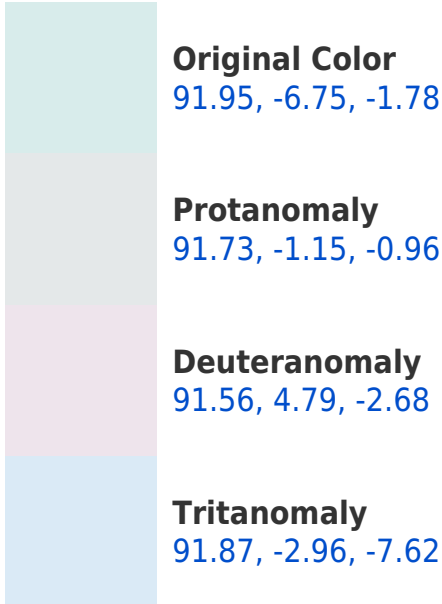 Original Color
91.95, -6.75, -1.78
Protanomaly
91.73, -1.15, -0.96
Deuteranomaly
91.56, 4.79, -2.68
Tritanomaly
91.87, -2.96, -7.62